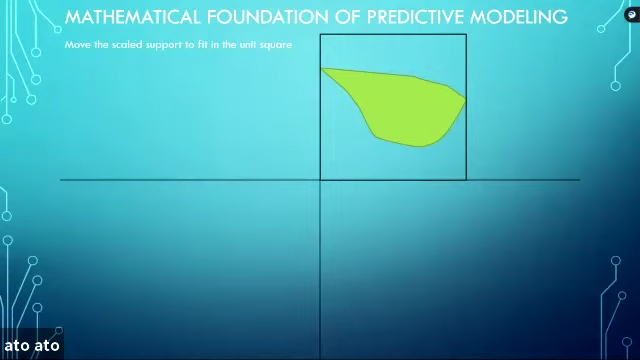 MATHEMATICAL FOUNDATION OF PREDICTIVE MODELING
Move the scaled support to fit in the unit square
ato ato